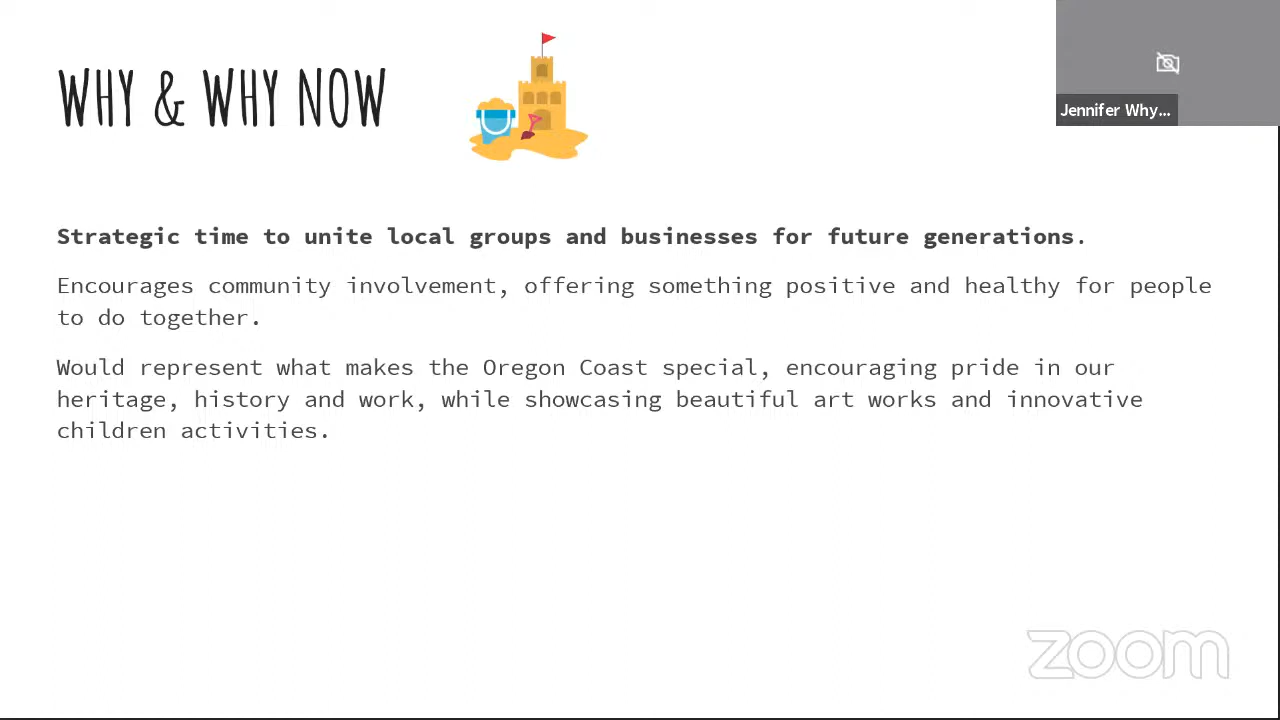 WHY & WHY NOW
Jennifer Why...
Strategic time to unite local groups and businesses for future generations.
Encourages community involvement, offering something positive and healthy for people
to do together.
Would represent what makes the Oregon Coast special, encouraging pride in our
heritage, history and work, while showcasing beautiful art works and innovative
children activities.
zoom